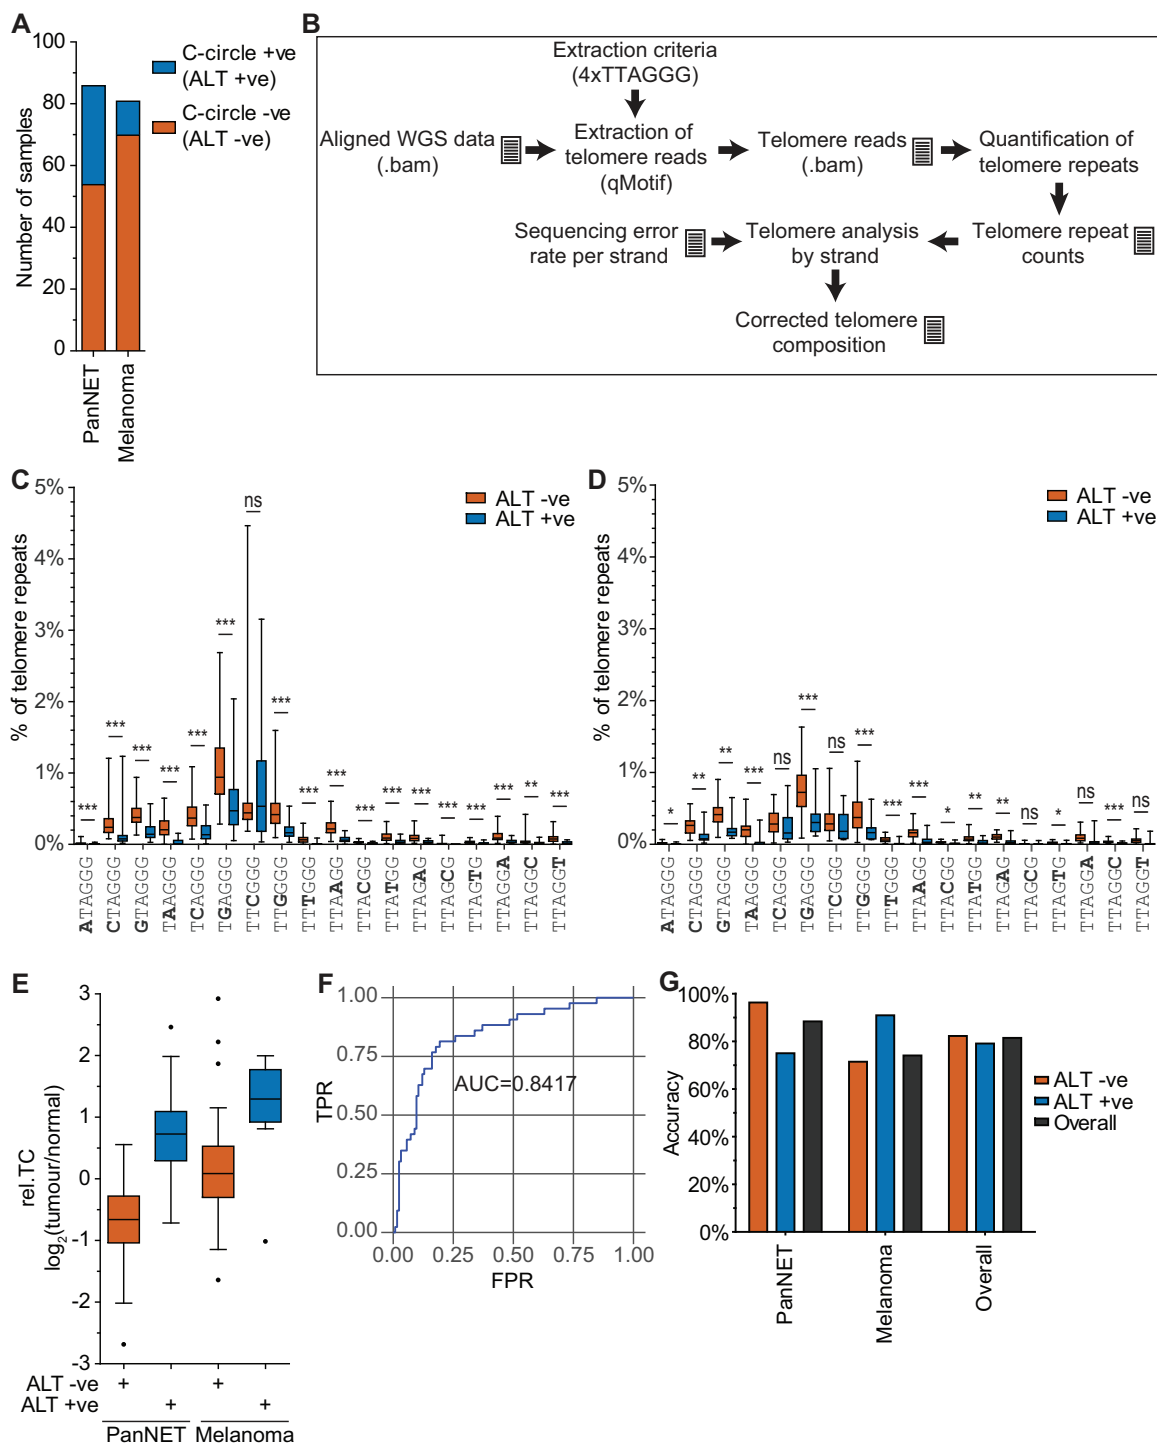 A
100
80
60
40
20
0
Number of samples
PanNET
Melanoma
C-circle +ve
(ALT +ve)
C-circle -ve
(ALT -ve)
B
Extraction criteria
(4xTTAGGG)
Aligned WGS data
(.bam)
Extraction of
telomere reads
(qMotif)
Telomere reads
(.bam)
Quantification of
telomere repeats
Sequencing error
rate per strand
Telomere analysis
by strand
Telomere repeat
counts
Corrected telomere
composition
C
5%
4%
3%
2%
1%
0%
% of telomere repeats
ALT -ve
ALT +ve
***
***
***
***
***
***
ns
***
***
***
***
***
***
***
***
***
**
***
ATAGGG
CTAGGG
GTAGGG
TAAGGG
TCAGGG
TGAGGG
TTCGGG
TTGGGG
TTTGGG
TTAAGG
TTACGG
TTATGG
TTAGAG
TTAGCG
TTAGTG
TTAGGA
TTAGGC
TTAGGT
D
5%
4%
3%
2%
1%
0%
% of telomere repeats
ALT -ve
ALT +ve
*
**
**
***
ns
***
ns
***
***
***
*
**
**
ns
*
ns
***
ns
ATAGGG
CTAGGG
GTAGGG
TAAGGG
TCAGGG
TGAGGG
TTCGGG
TTGGGG
TTTGGG
TTAAGG
TTACGG
TTATGG
TTAGAG
TTAGCG
TTAGTG
TTAGGA
TTAGGC
TTAGGT
E
3
2
1
0
-1
-2
-3
rel.TC
log2(tumour/normal)
ALT -ve + +
ALT +ve + +
PanNET Melanoma
F
1.00
0.75
0.50
0.25
0.00
TPR
AUC=0.8417
0.00 0.25 0.50 0.75 1.00
FPR
G
100%
80%
60%
40%
20%
0%
Accuracy
PanNET
Melanoma
Overall
ALT -ve
ALT +ve
Overall